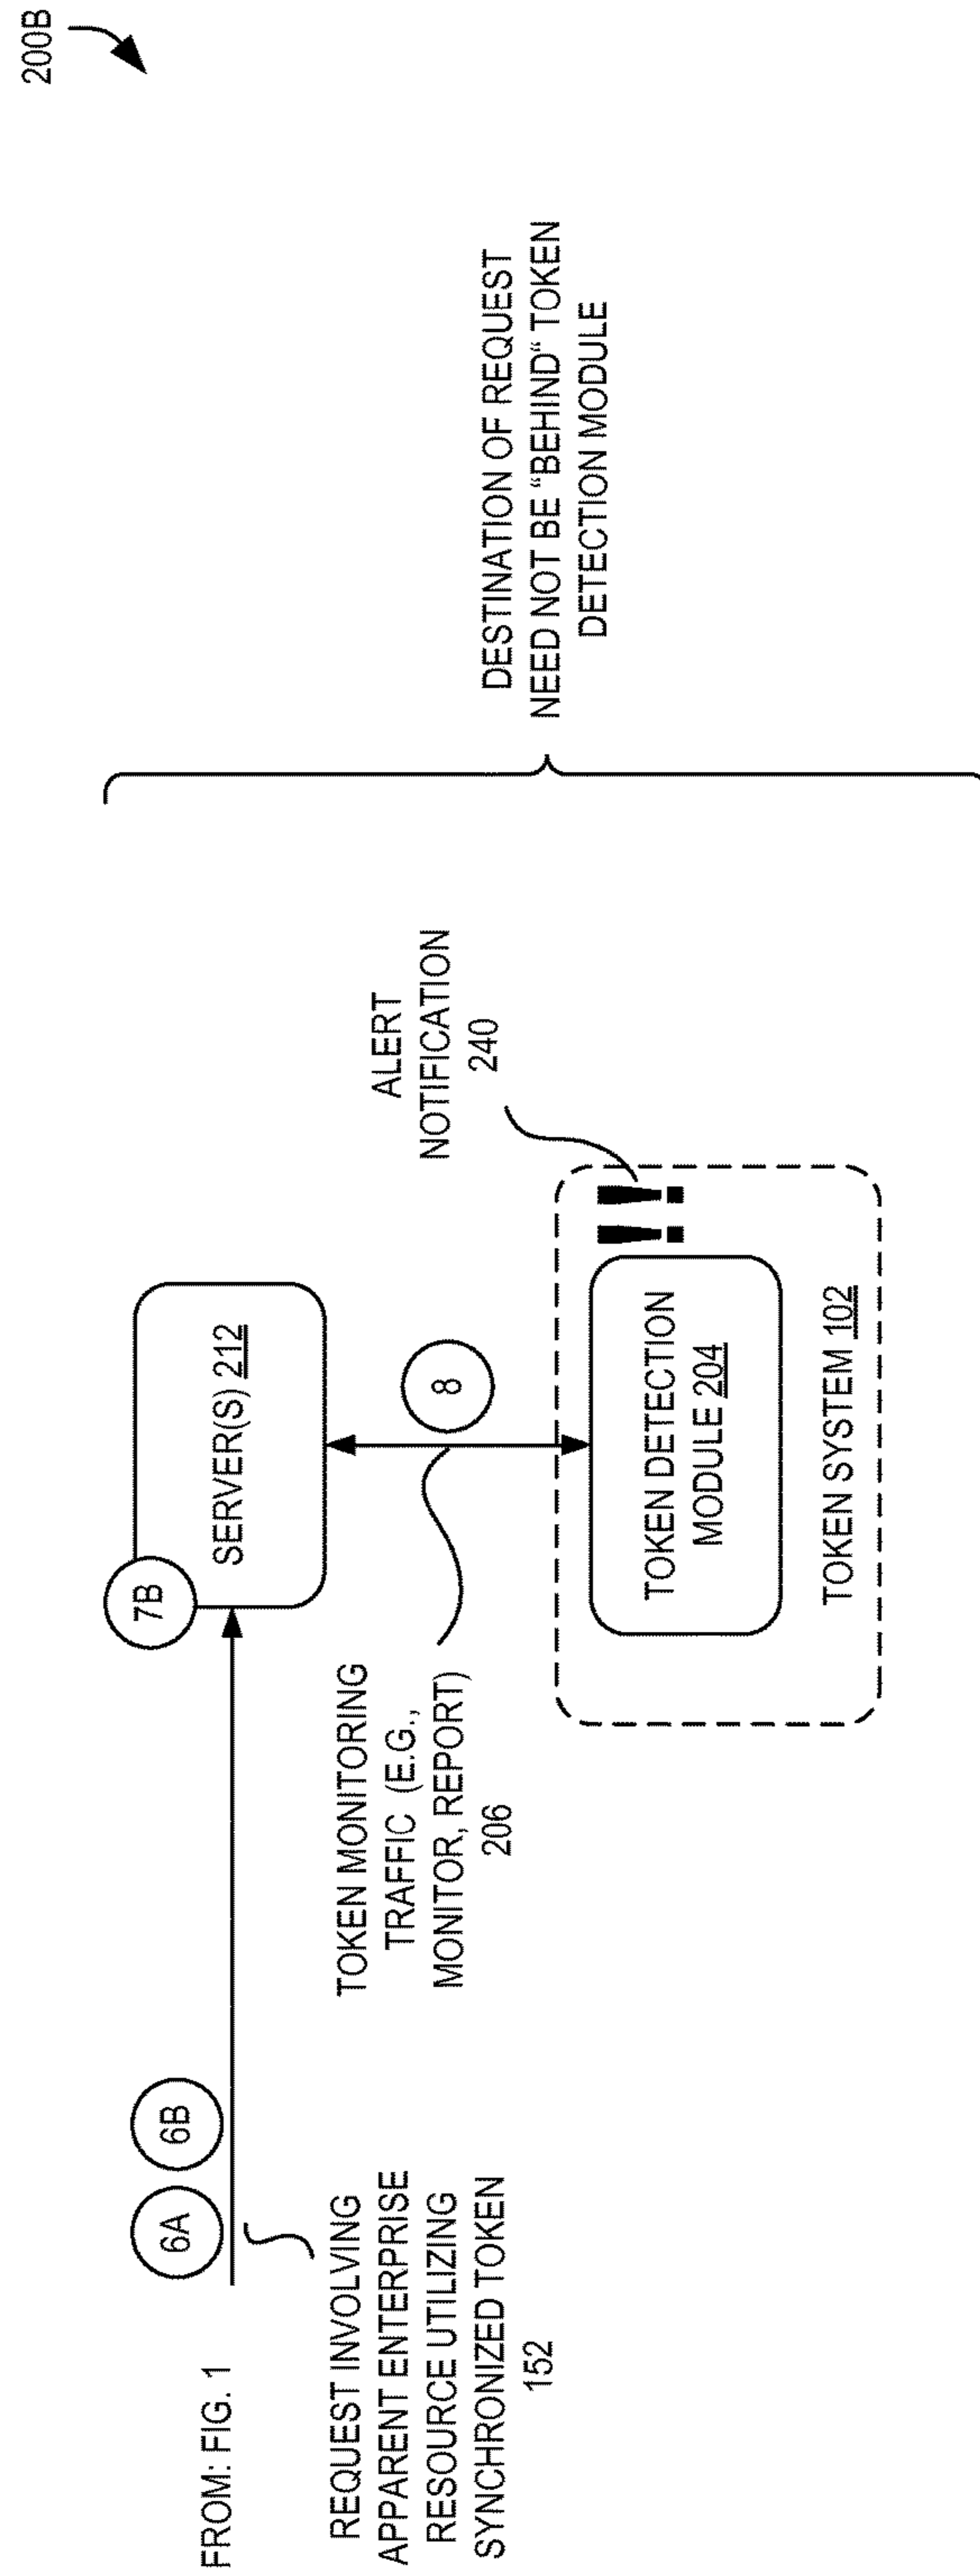 200B
FROM: FIG. 1
6A
6B
REQUEST INVOLVING
APPARENT ENTERPRISE
RESOURCE UTILIZING
SYNCHRONIZED TOKEN
152
7B
SERVER(S) 212
TOKEN MONITORING
TRAFFIC (E.G.,
MONITOR, REPORT)
206
8
ALERT
NOTIFICATION
240
!!
TOKEN DETECTION
MODULE 204
TOKEN SYSTEM 102
DESTINATION OF REQUEST
NEED NOT BE “BEHIND“ TOKEN
DETECTION MODULE